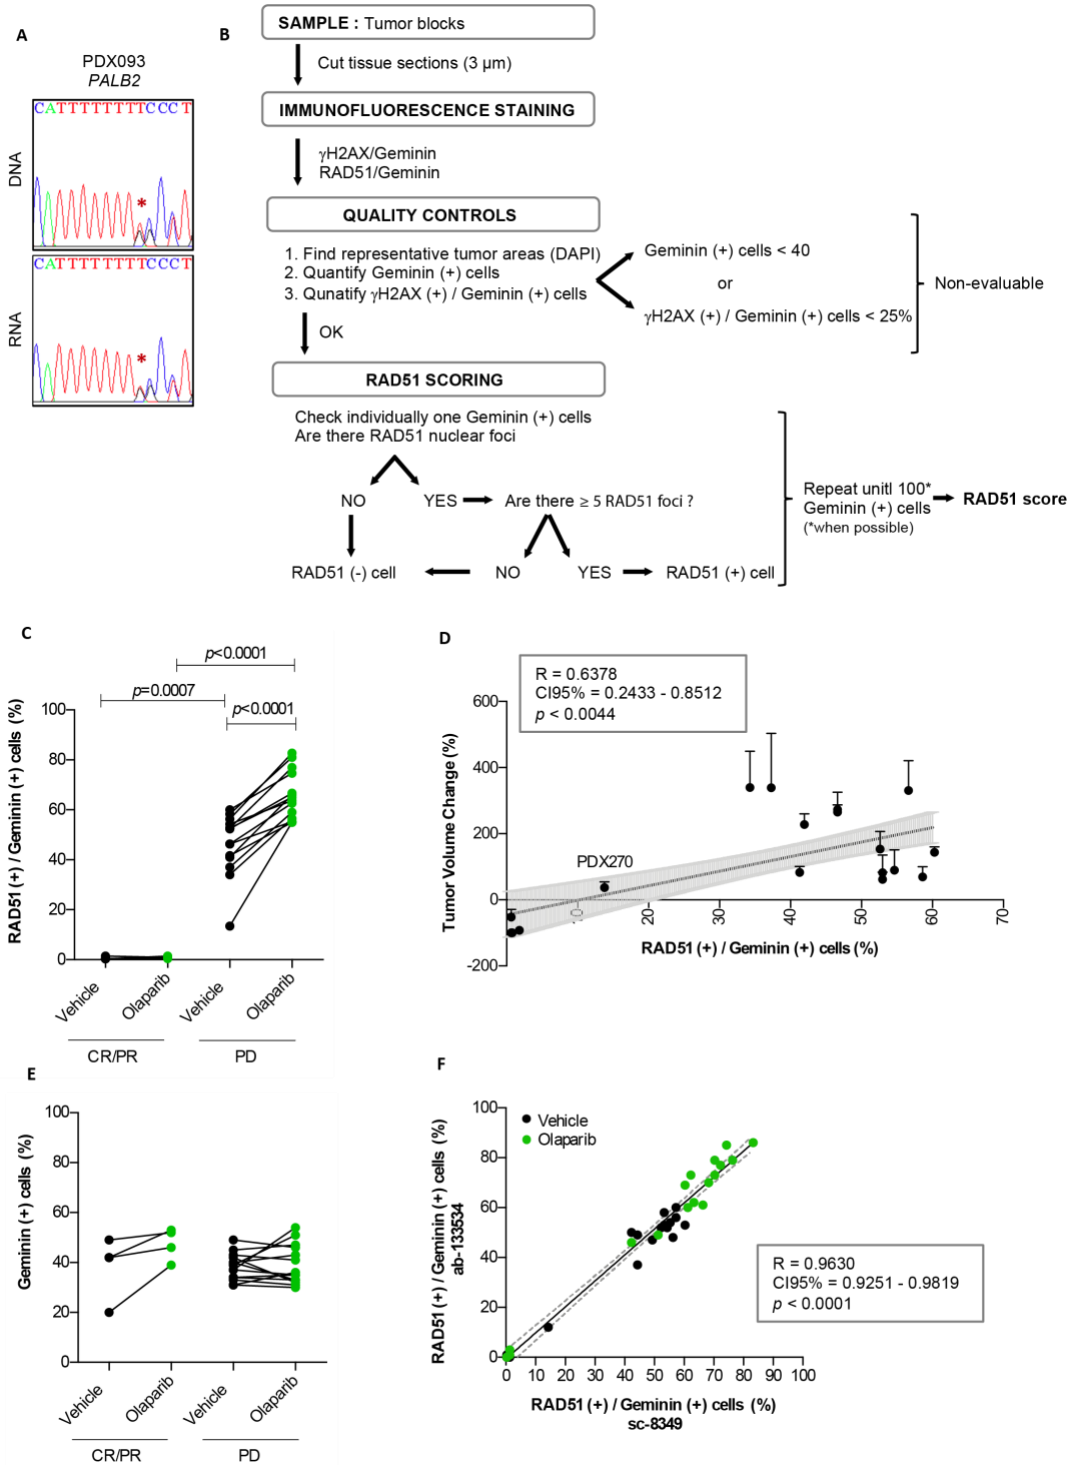 A
PDX093
PALB2
CATTTTTTTTCCCT
DNA
*
CATTTTTTTTCCCT
RNA
*
B
SAMPLE : Tumor blocks
Cut tissue sections (3 µm)
IMMUNOFLUORESCENCE STAINING
γH2AX/Geminin
RAD51/Geminin
QUALITY CONTROLS
1. Find representative tumor areas (DAPI)
2. Quantify Geminin (+) cells
3. Qunatify γH2AX (+) / Geminin (+) cells
Geminin (+) cells < 40
or
γH2AX (+) / Geminin (+) cells < 25%
Non-evaluable
OK
RAD51 SCORING
Check individually one Geminin (+) cells
Are there RAD51 nuclear foci
NO
YES
Are there ≥ 5 RAD51 foci ?
RAD51 (-) cell
NO
YES
RAD51 (+) cell
Repeat unitl 100*
Geminin (+) cells
(*when possible)
RAD51 score
C
p<0.0001
p=0.0007
p<0.0001
RAD51 (+) / Geminin (+) cells (%)
100
80
60
40
20
0
Vehicle
Olaparib
Vehicle
Olaparib
CR/PR
PD
D
R = 0.6378
CI95% = 0.2433 - 0.8512
p < 0.0044
Tumor Volume Change (%)
600
400
200
0
-200
PDX270
10
20
30
40
50
60
70
RAD51 (+) / Geminin (+) cells (%)
E
Geminin (+) cells (%)
100
80
60
40
20
0
Vehicle
Olaparib
Vehicle
Olaparib
CR/PR
PD
F
RAD51 (+) / Geminin (+) cells (%)
ab-133534
100
80
60
40
20
0
Vehicle
Olaparib
R = 0.9630
CI95% = 0.9251 - 0.9819
p < 0.0001
0 10 20 30 40 50 60 70 80 90 100
RAD51 (+) / Geminin (+) cells (%)
sc-8349